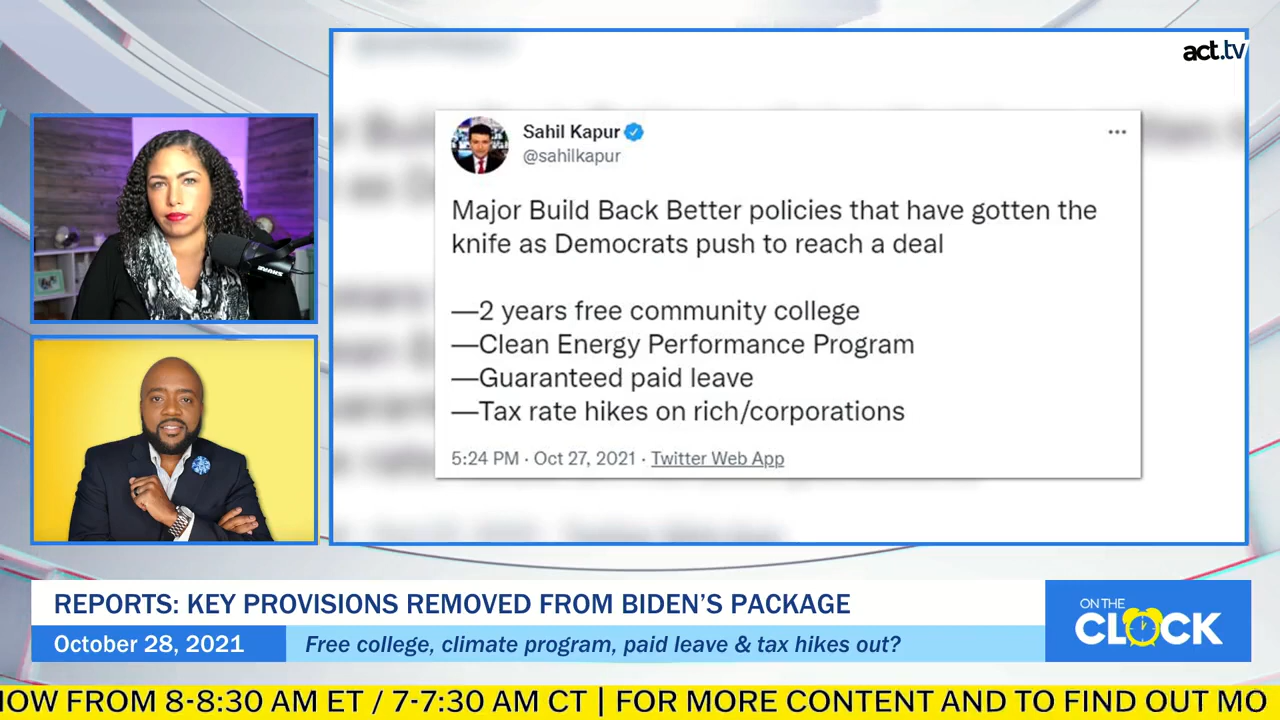 act.tv
Sahil Kapur
@sahilkapur
Major Build Back Better policies that have gotten the
knife as Democrats push to reach a deal
—2 years free community college
—Clean Energy Performance Program
—Guaranteed paid leave
—Tax rate hikes on rich/corporations
5:24 PM · Oct 27, 2021 · Twitter Web App
SHURE
REPORTS: KEY PROVISIONS REMOVED FROM BIDEN'S PACKAGE
October 28, 2021
Free college, climate program, paid leave & tax hikes out?
ON THE
CLOCK
FROM 8-8:30 AM ET / 7-7:30 AM CT | FOR MORE CONTENT AND TO FIND OUT MO